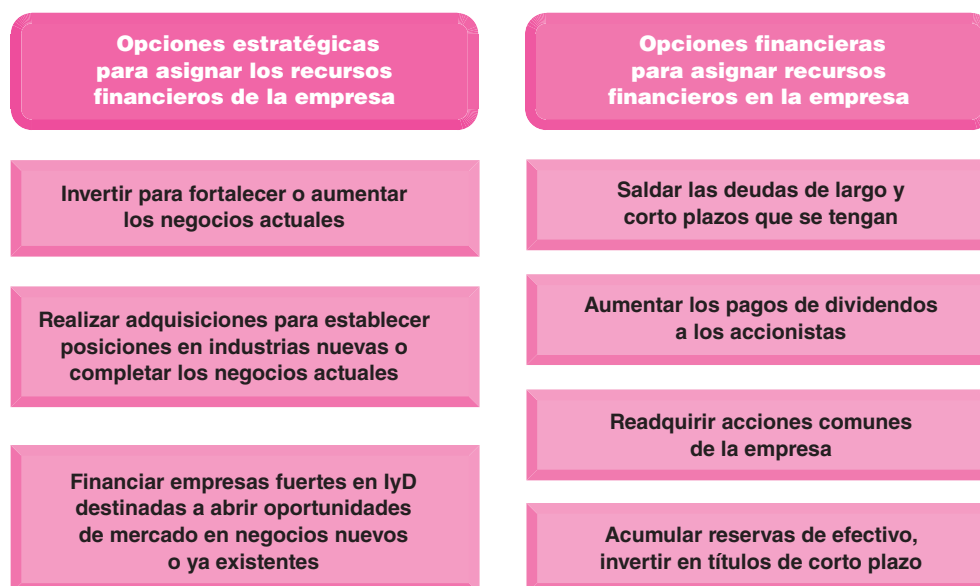 Opciones estratégicas
para asignar los recursos
financieros de la empresa
Invertir para fortalecer o aumentar
los negocios actuales
Realizar adquisiciones para establecer
posiciones en industrias nuevas o
completar los negocios actuales
Financiar empresas fuertes en IyD
destinadas a abrir oportunidades
de mercado en negocios nuevos
o ya existentes
Opciones financieras
para asignar recursos
financieros en la empresa
Saldar las deudas de largo y
corto plazos que se tengan
Aumentar los pagos de dividendos
a los accionistas
Readquirir acciones comunes
de la empresa
Acumular reservas de efectivo,
invertir en títulos de corto plazo